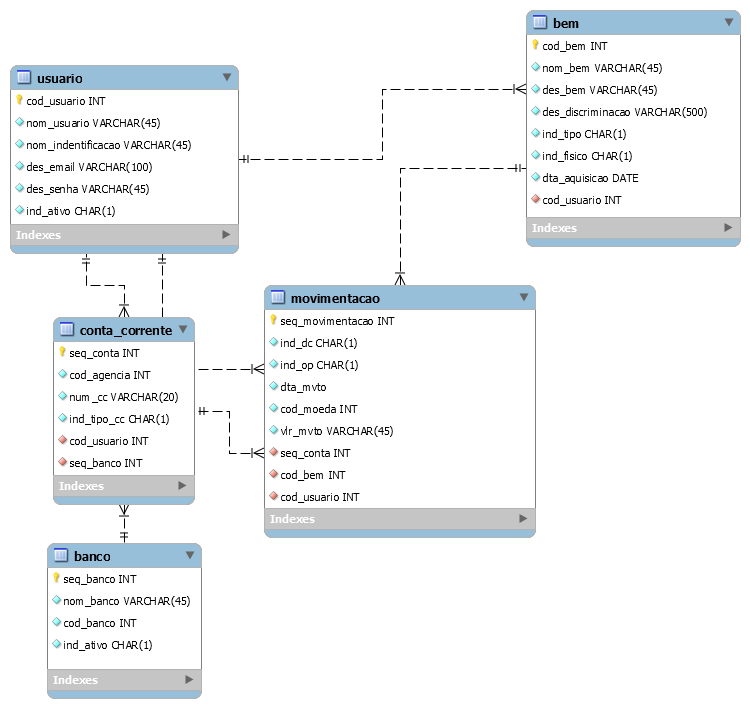 bem
cod_bem INT
nom_bem VARCHAR(45)
des_bem VARCHAR(45)
des_discriminacao VARCHAR(500)
ind_tipo CHAR(1)
ind_fisico CHAR(1)
dta_aquisicao DATE
cod_usuario INT
Indexes
usuario
cod_usuario INT
nom_usuario VARCHAR(45)
nom_indentificacao VARCHAR(45)
des_email VARCHAR(100)
des_senha VARCHAR(45)
ind_ativo CHAR(1)
Indexes
movimentacao
seq_movimentacao INT
ind_dc CHAR(1)
ind_op CHAR(1)
dta_mvto
cod_moeda INT
vlr_mvto VARCHAR(45)
seq_conta INT
cod_bem INT
cod_usuario INT
Indexes
conta_corrente
seq_conta INT
cod_agencia INT
num_cc VARCHAR(20)
ind_tipo_cc CHAR(1)
cod_usuario INT
seq_banco INT
Indexes
banco
seq_banco INT
nom_banco VARCHAR(45)
cod_banco INT
ind_ativo CHAR(1)
Indexes